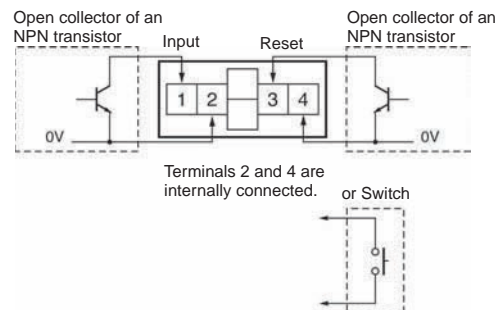 Open collector of an
NPN transistor
Input
Reset
Open collector of an
NPN transistor
1 2 3 4
0V
0V
Terminals 2 and 4 are
internally connected.
or Switch